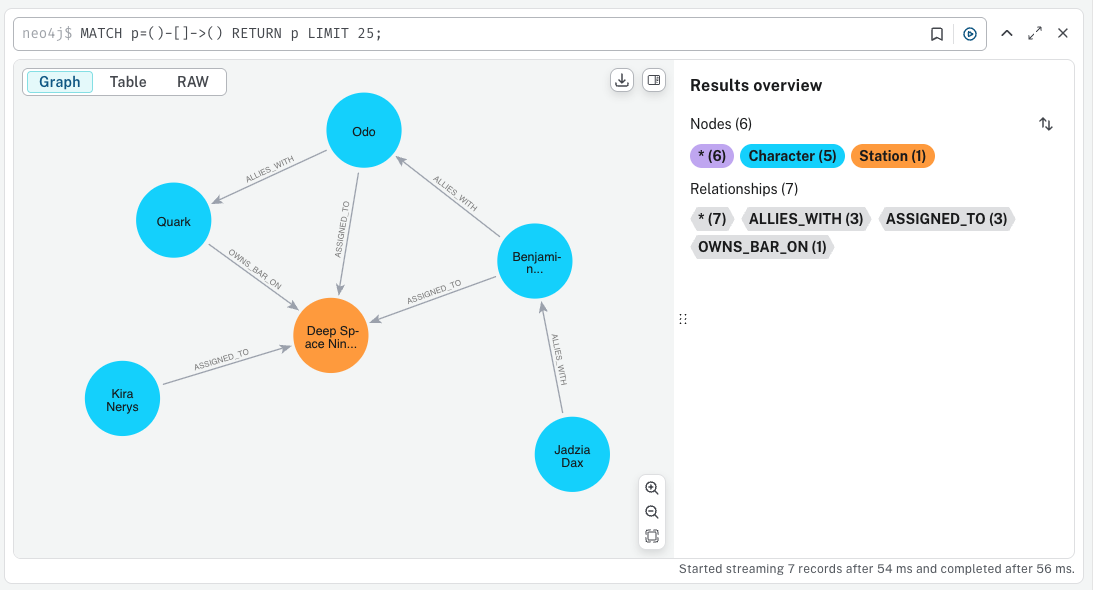 neo4j$ MATCH p=()-[]->() RETURN p LIMIT 25;
Graph Table RAW
Odo
ALLIES_WITH
ALLIES_WITH
Quark
ASSIGNED_TO
OWNS_BAR_ON
Benjami-
n...
ASSIGNED_TO
Deep Sp-
ace Nin...
ASSIGNED_TO
ALLIES_WITH
Kira
Nerys
Jadzia
Dax
Results overview
Nodes (6)
* (6) Character (5) Station (1)
Relationships (7)
* (7) ALLIES_WITH (3) ASSIGNED_TO (3)
OWNS_BAR_ON (1)
Started streaming 7 records after 54 ms and completed after 56 ms.